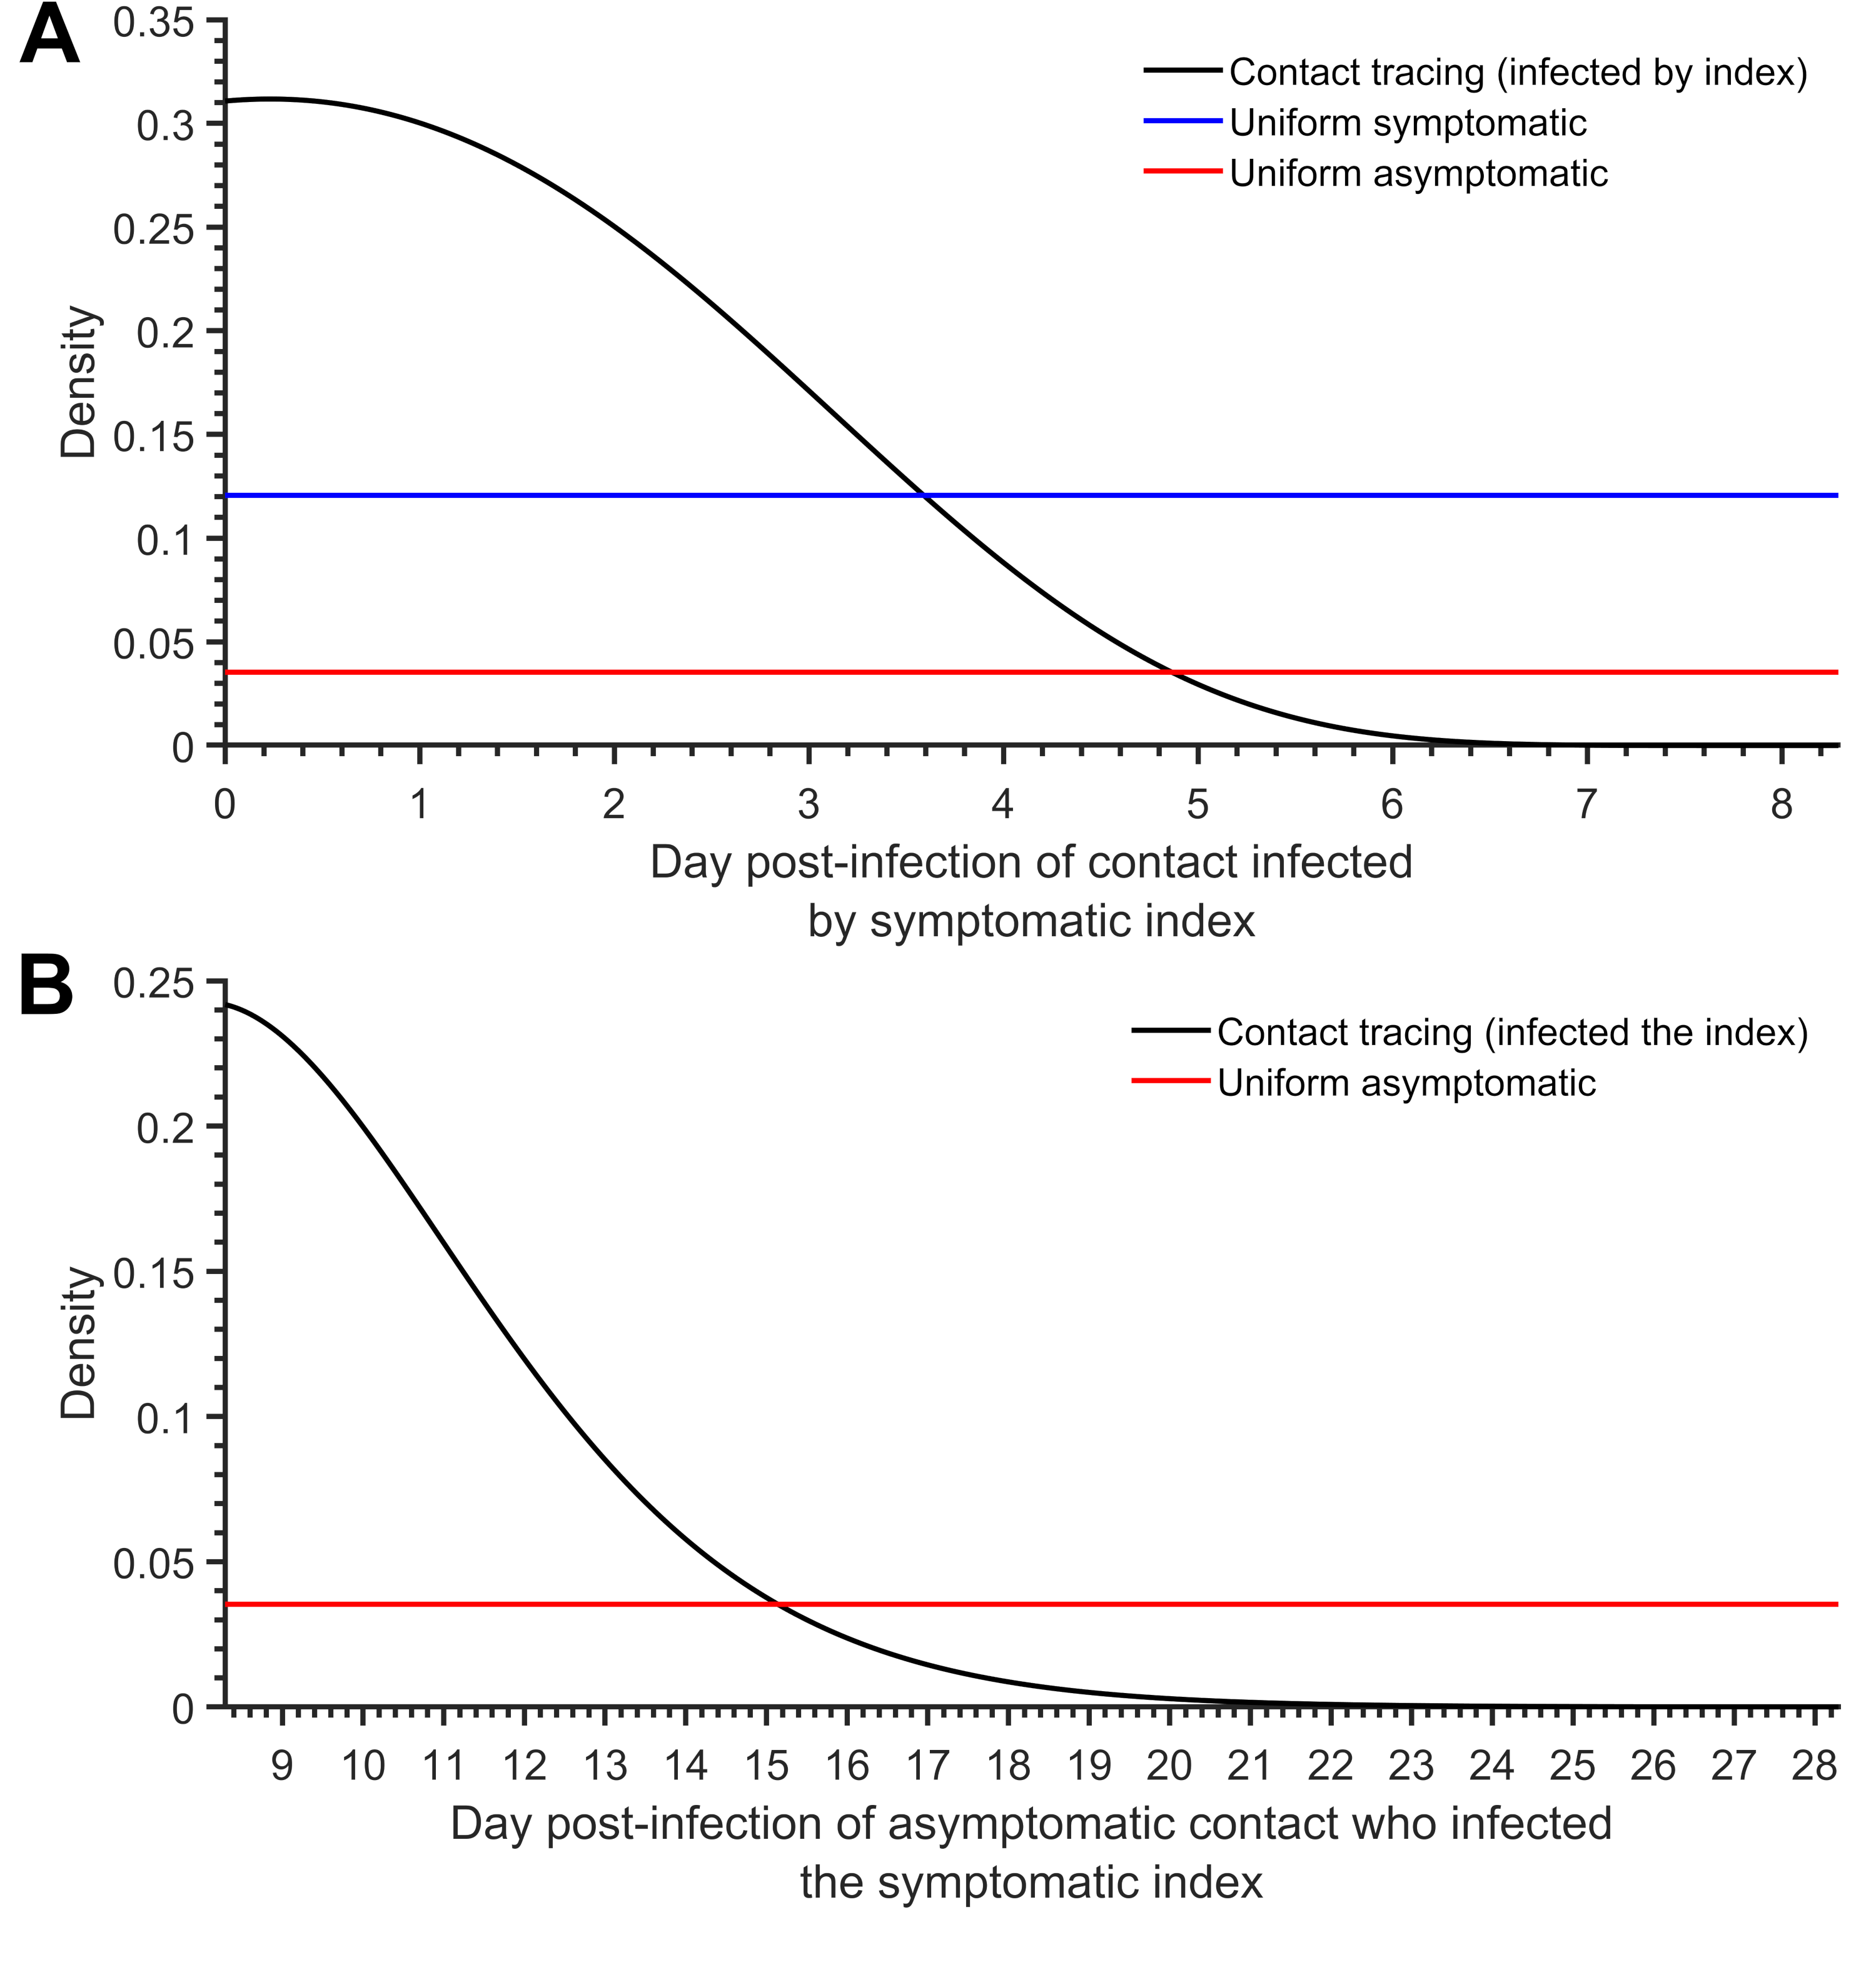 A
0.35
0.3
0.25
0.2
0.15
0.1
0.05
0
Density
Contact tracing (infected by index)
Uniform symptomatic
Uniform asymptomatic
0 1 2 3 4 5 6 7 8
Day post-infection of contact infected
by symptomatic index
B
0.25
0.2
0.15
0.1
0.05
0
Density
Contact tracing (infected the index)
Uniform asymptomatic
9 10 11 12 13 14 15 16 17 18 19 20 21 22 23 24 25 26 27 28
Day post-infection of asymptomatic contact who infected
the symptomatic index